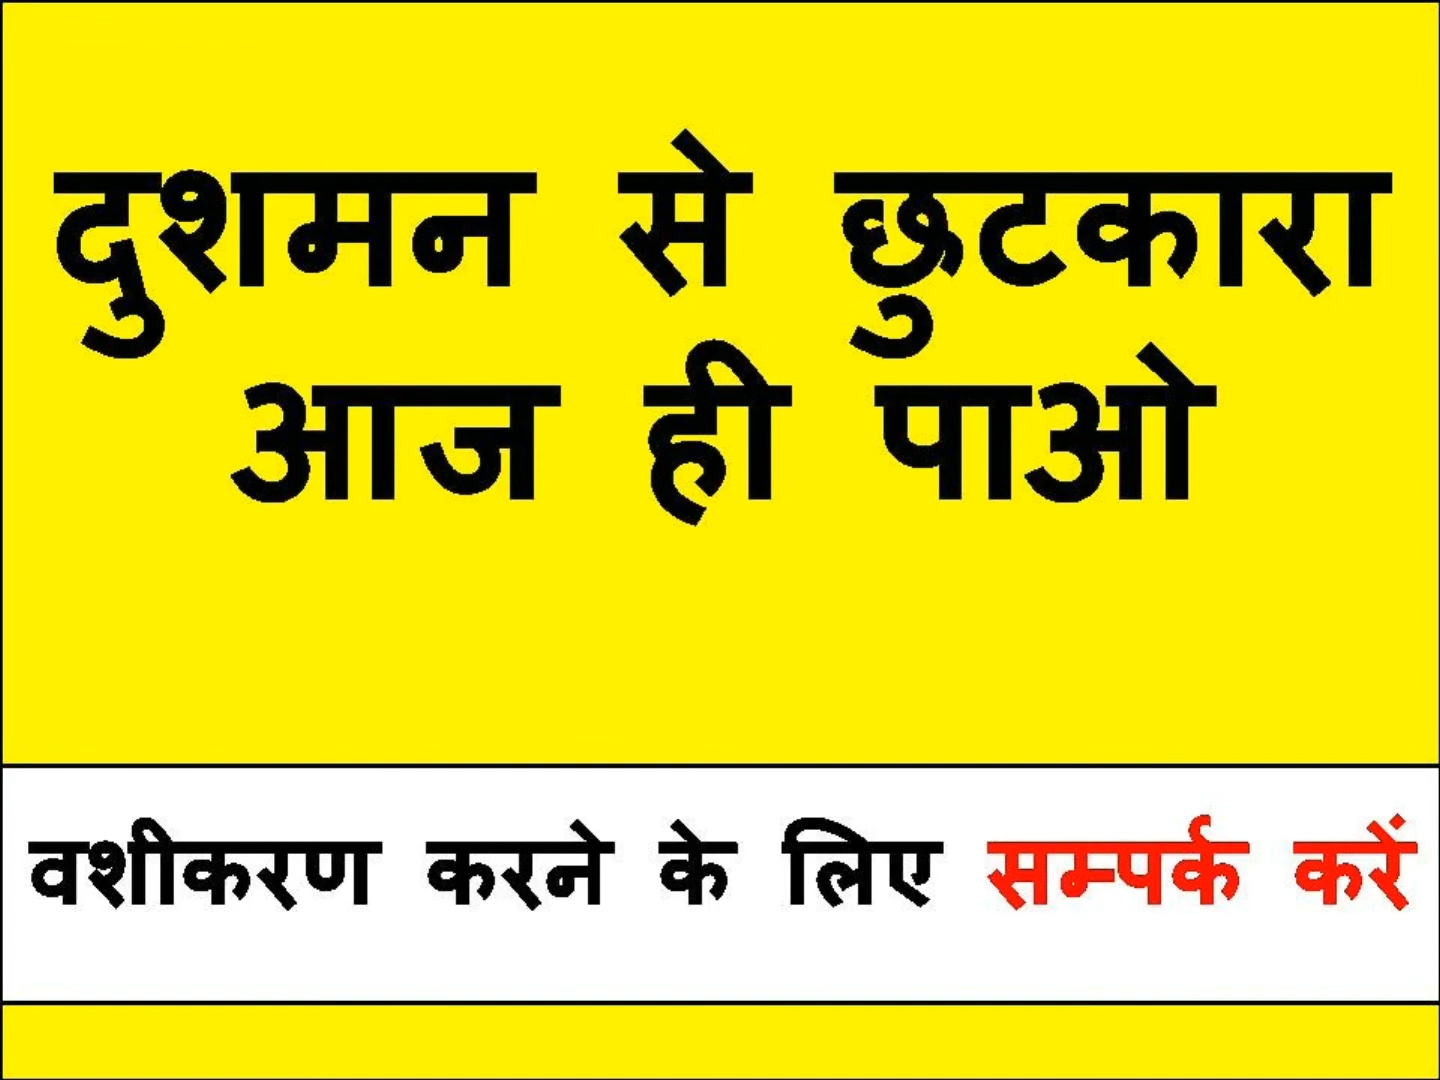 दुशमन से छुटकारा
आज ही पाओ
वशीकरण करने के लिए सम्पर्क करें